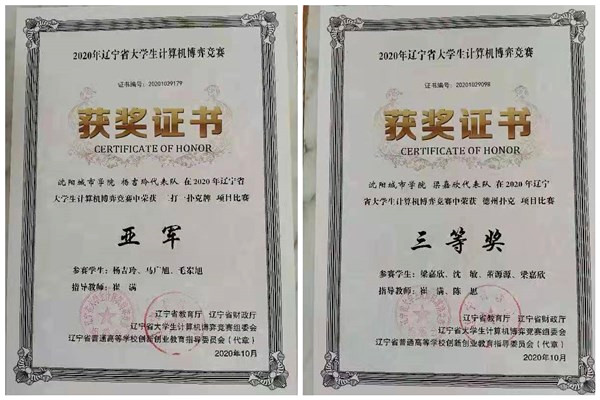 2020年辽宁省大学生计算机博弈竞赛
证书编号：20201029179
获奖证书
CERTIFICATE OF HONOR
沈阳城市学院 杨吉玲代表队 在2020年辽宁省
大学生计算机博弈竞赛中荣获 二打一扑克牌 项目比赛
亚军
参赛学生：杨吉玲、马广旭、毛崇旭
指导教师：崔 满
辽宁省教育厅 辽宁省财政厅
辽宁省大学生计算机博弈竞赛组委会
辽宁省普通高等学校创新创业教育指导委员会（代章）
2020年10月
2020年辽宁省大学生计算机博弈竞赛
证书编号：20201029098
获奖证书
CERTIFICATE OF HONOR
沈阳城市学院 梁嘉欣代表队 在2020年辽宁
省大学生计算机博弈竞赛中荣获 德州扑克 项目比赛
三等奖
参赛学生：梁嘉欣、沈 敏、董源源、梁嘉欣
指导教师：崔 满、陈 思
辽宁省教育厅 辽宁省财政厅
辽宁省大学生计算机博弈竞赛组委会
辽宁省普通高等学校创新创业教育指导委员会（代章）
2020年10月